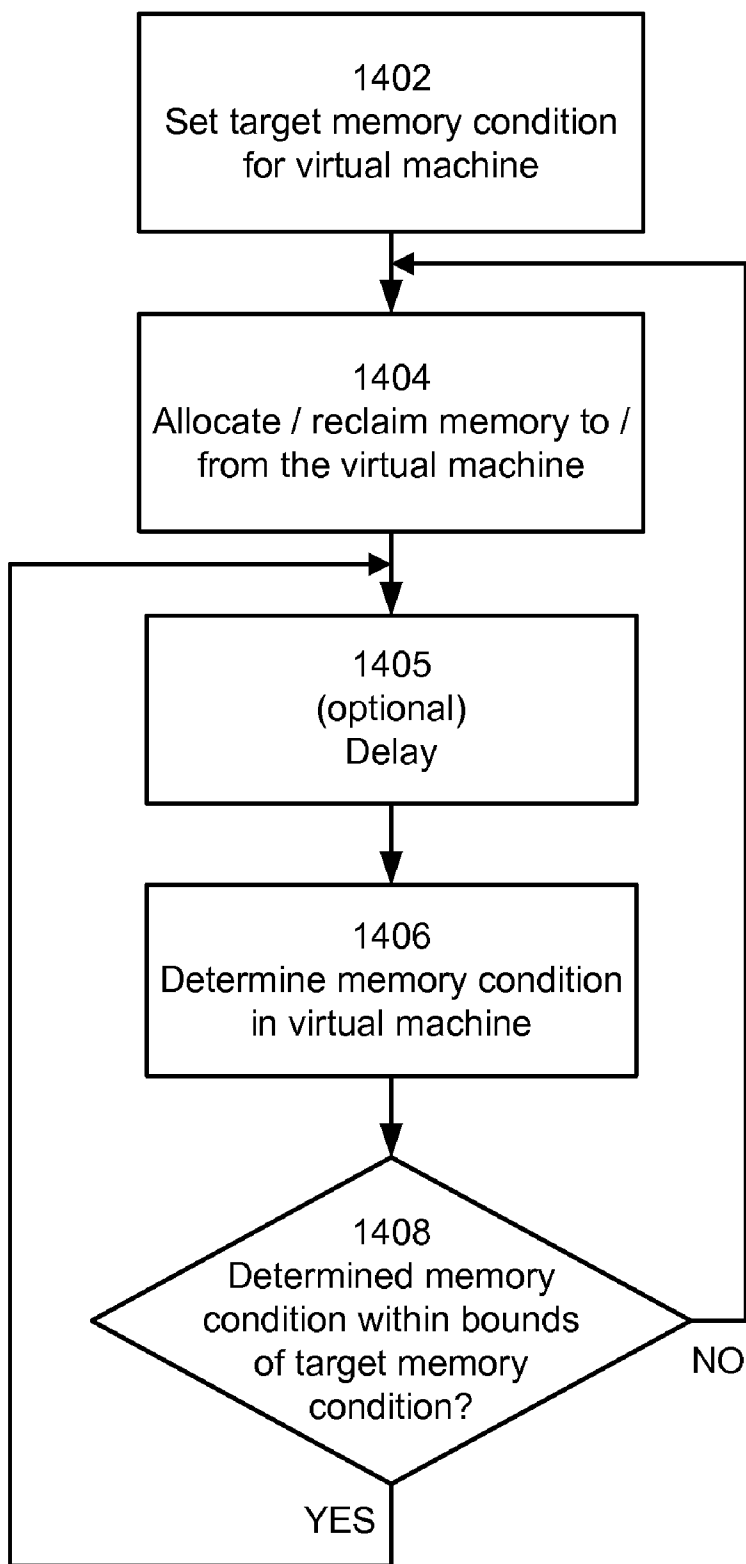 1402
Set target memory condition
for virtual machine
1404
Allocate / reclaim memory to /
from the virtual machine
1405
(optional)
Delay
1406
Determine memory condition
in virtual machine
1408
Determined memory
condition within bounds
of target memory
condition?
NO
YES